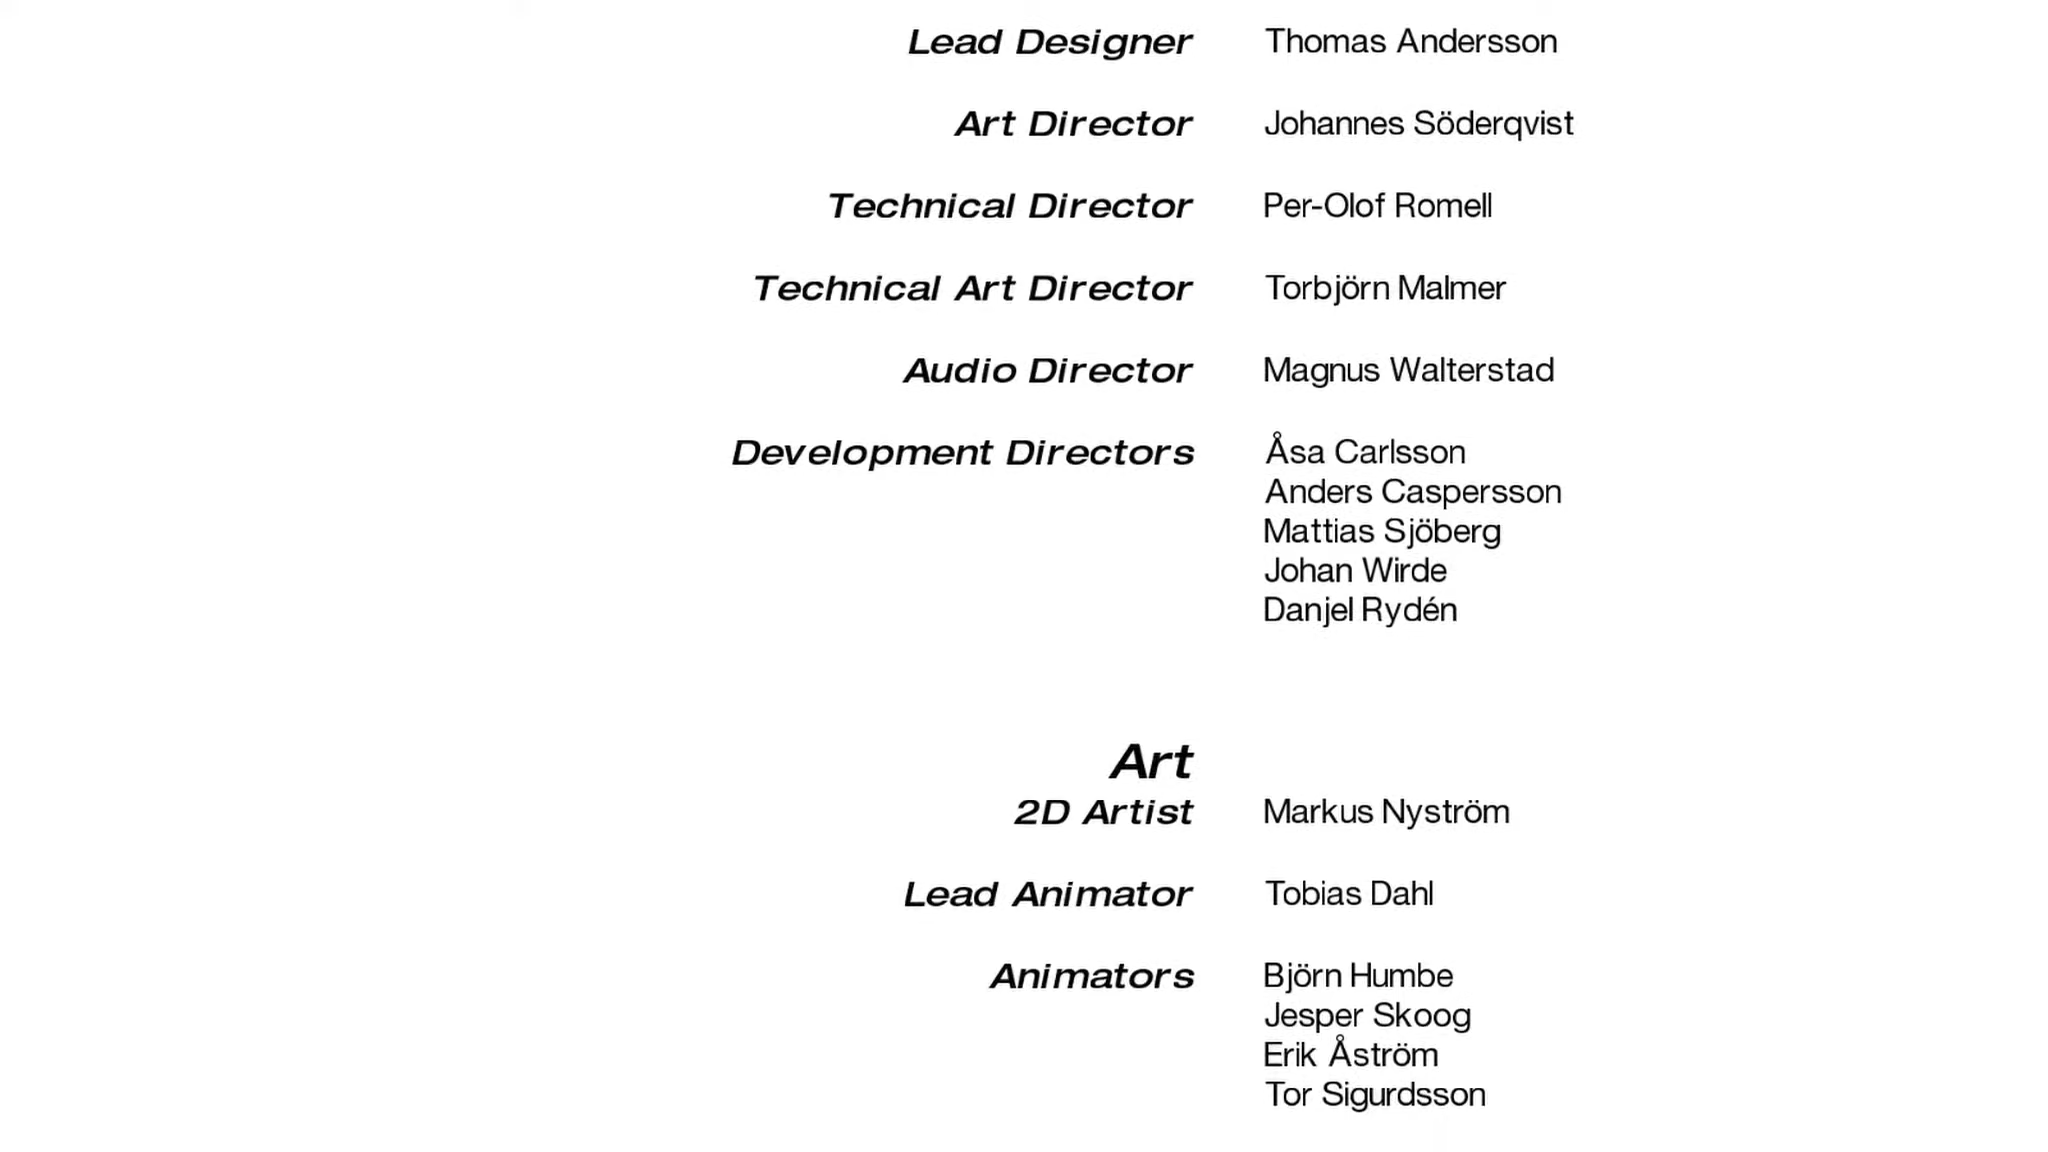 Lead Designer Thomas Andersson
Art Director Johannes Söderqvist
Technical Director Per-Olof Romell
Technical Art Director Torbjörn Malmer
Audio Director Magnus Walterstad
Development Directors Åsa Carlsson
Anders Caspersson
Mattias Sjöberg
Johan Wirde
Danjel Rydén
Art
2D Artist Markus Nyström
Lead Animator Tobias Dahl
Animators Björn Humbe
Jesper Skoog
Erik Åström
Tor Sigurdsson